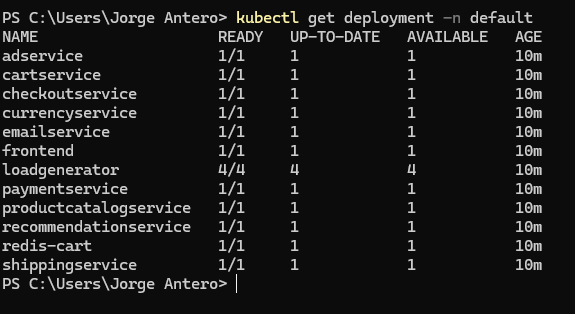 PS C:\Users\Jorge Antero> kubectl get deployment -n default
NAME READY UP-TO-DATE AVAILABLE AGE
adservice 1/1 1 1 10m
cartservice 1/1 1 1 10m
checkoutservice 1/1 1 1 10m
currencyservice 1/1 1 1 10m
emailservice 1/1 1 1 10m
frontend 1/1 1 1 10m
loadgenerator 4/4 4 4 10m
paymentservice 1/1 1 1 10m
productcatalogservice 1/1 1 1 10m
recommendationservice 1/1 1 1 10m
redis-cart 1/1 1 1 10m
shippingservice 1/1 1 1 10m
PS C:\Users\Jorge Antero>